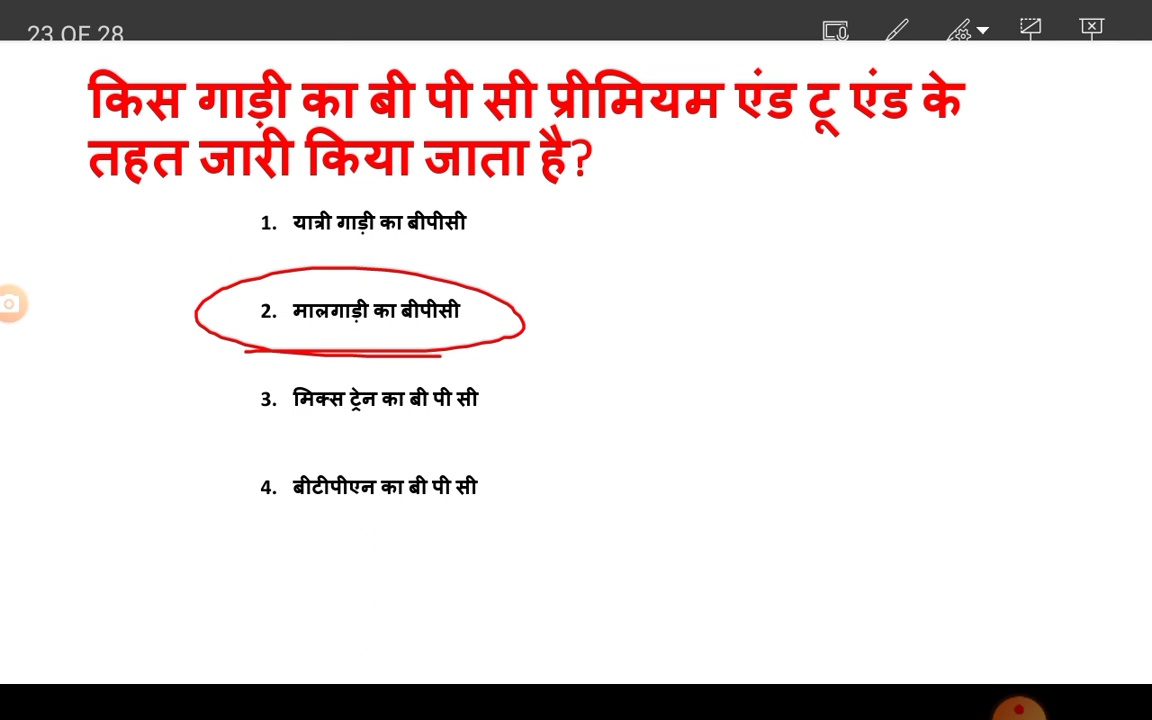 23 OF 28
किस गाड़ी का बी पी सी प्रीमियम एंड टू एंड के
तहत जारी किया जाता है?
1. यात्री गाड़ी का बीपीसी
2. मालगाड़ी का बीपीसी
3. मिक्स ट्रेन का बी पी सी
4. बीटीपीएन का बी पी सी